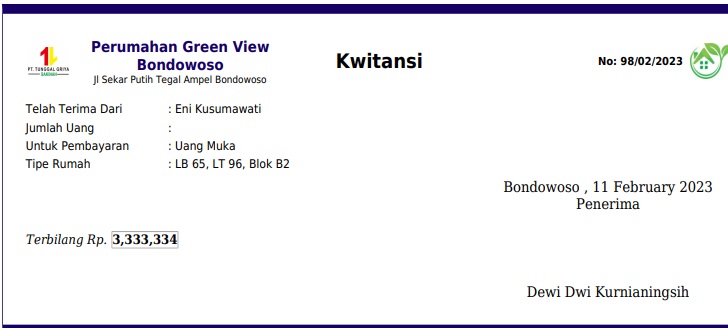 Perumahan Green View
Bondowoso
Jl Sekar Putih Tegal Ampel Bondowoso
PT. TUNGGAL GRIYA
SAKINAH
Kwitansi
No: 98/02/2023
Telah Terima Dari : Eni Kusumawati
Jumlah Uang :
Untuk Pembayaran : Uang Muka
Tipe Rumah : LB 65, LT 96, Blok B2
Bondowoso , 11 February 2023
Penerima
Terbilang Rp. 3,333,334
Dewi Dwi Kurnianingsih